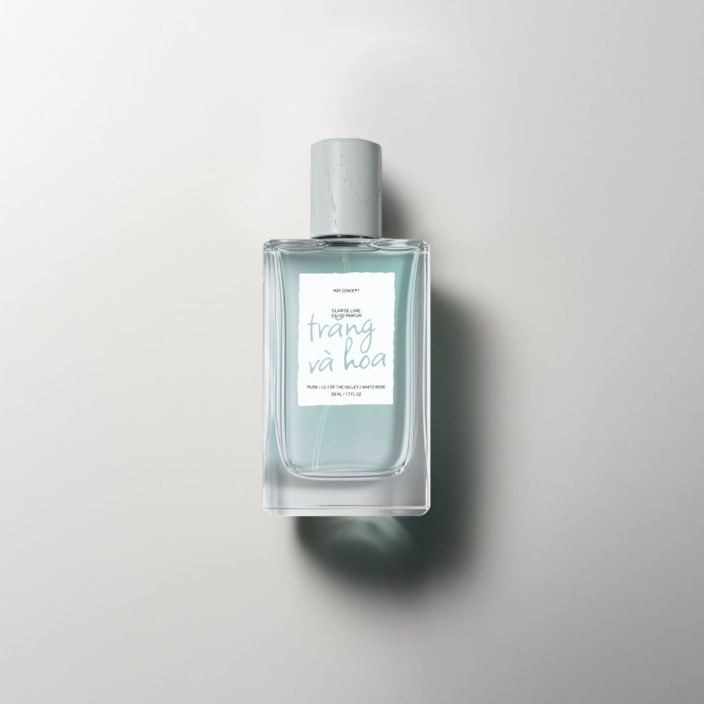 MÂY CONCEPT
CLAIR DE LUNE
EAU DE PARFUM
trăng
và hoa
MUSK / LILY OF THE VALLEY / WHITE ROSE
50 ML / 1.7 FL OZ